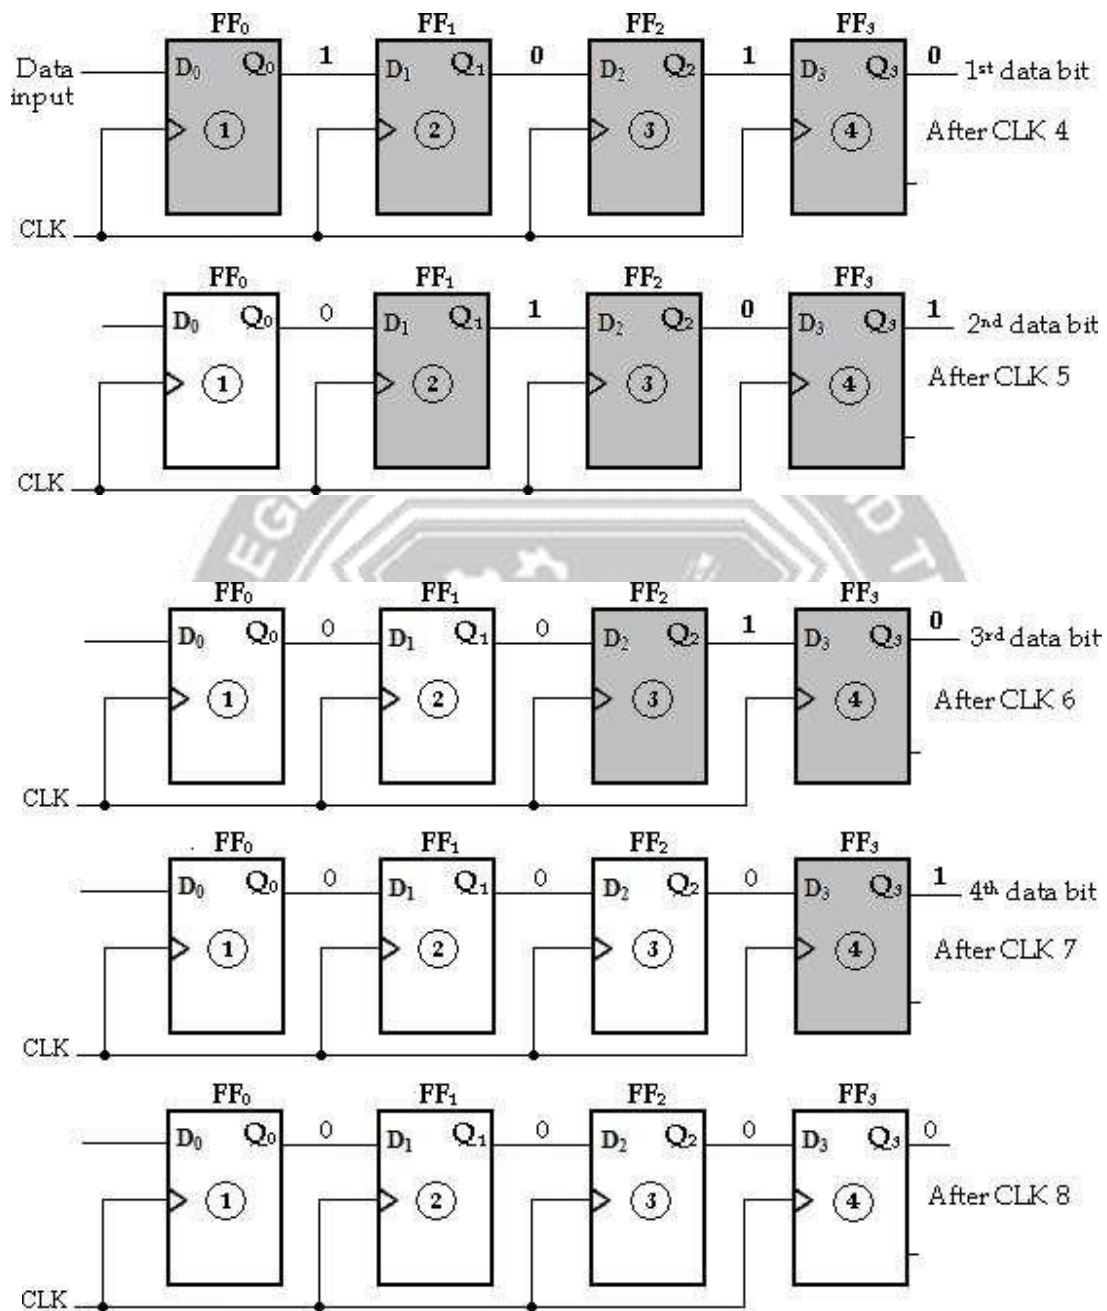 FF₀ FF₁ FF₂ FF₃
Data input D₀ Q₀ 1 D₁ Q₁ 0 D₂ Q₂ 1 D₃ Q₃ 0 1st data bit
1 2 3 4 After CLK 4
CLK
FF₀ FF₁ FF₂ FF₃
D₀ Q₀ 0 D₁ Q₁ 1 D₂ Q₂ 0 D₃ Q₃ 1 2nd data bit
1 2 3 4 After CLK 5
CLK
EG D T
FF₀ FF₁ FF₂ FF₃
D₀ Q₀ 0 D₁ Q₁ 0 D₂ Q₂ 1 D₃ Q₃ 0 3rd data bit
1 2 3 4 After CLK 6
CLK
FF₀ FF₁ FF₂ FF₃
D₀ Q₀ 0 D₁ Q₁ 0 D₂ Q₂ 0 D₃ Q₃ 1 4th data bit
1 2 3 4 After CLK 7
CLK
FF₀ FF₁ FF₂ FF₃
D₀ Q₀ 0 D₁ Q₁ 0 D₂ Q₂ 0 D₃ Q₃ 0
1 2 3 4 After CLK 8
CLK